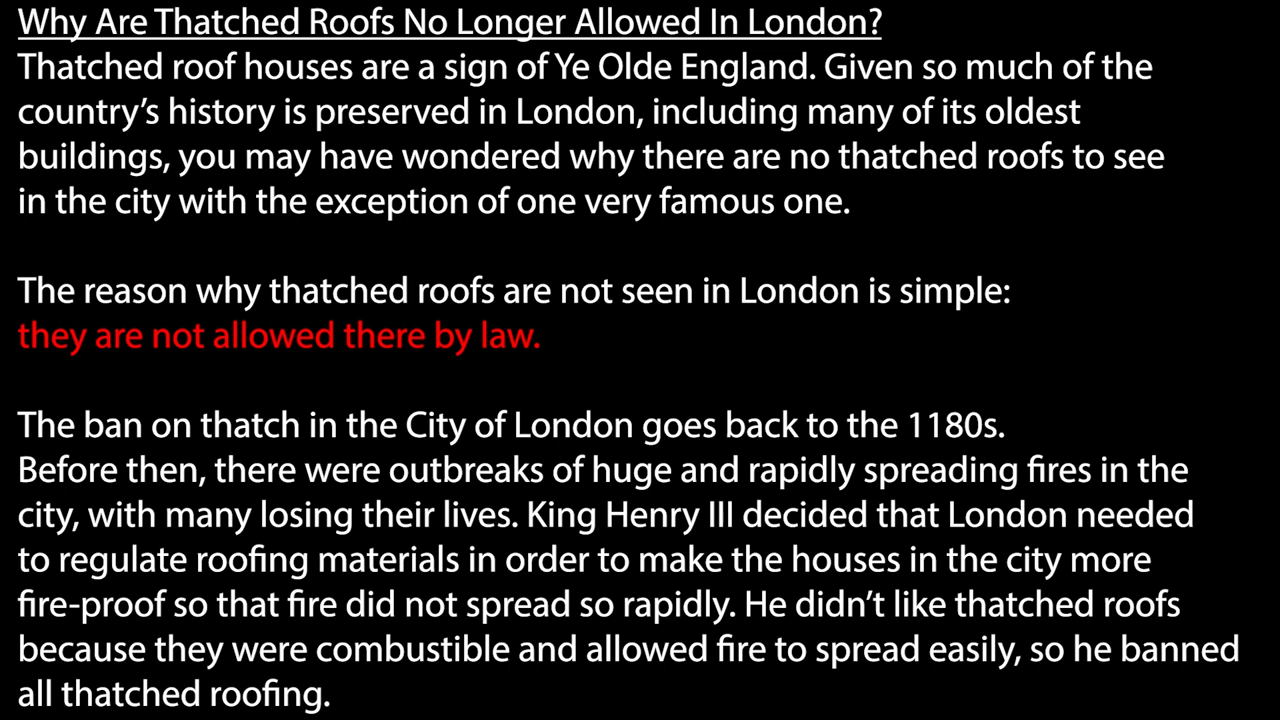 Why Are Thatched Roofs No Longer Allowed In London?
Thatched roof houses are a sign of Ye Olde England. Given so much of the
country’s history is preserved in London, including many of its oldest
buildings, you may have wondered why there are no thatched roofs to see
in the city with the exception of one very famous one.
The reason why thatched roofs are not seen in London is simple:
they are not allowed there by law.
The ban on thatch in the City of London goes back to the 1180s.
Before then, there were outbreaks of huge and rapidly spreading fires in the
city, with many losing their lives. King Henry III decided that London needed
to regulate roofing materials in order to make the houses in the city more
fire-proof so that fire did not spread so rapidly. He didn’t like thatched roofs
because they were combustible and allowed fire to spread easily, so he banned
all thatched roofing.